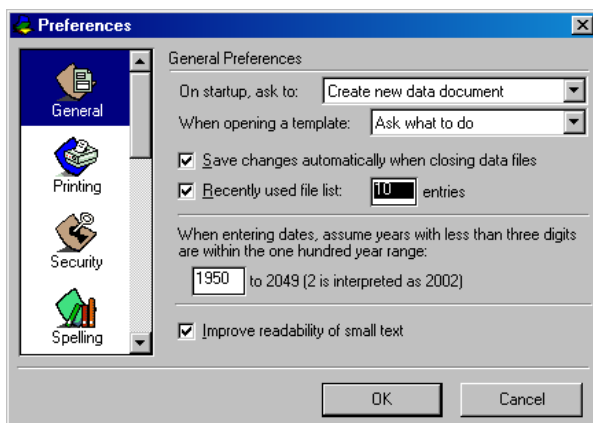 Preferences
General
Printing
Security
Spelling
General Preferences
On startup, ask to: Create new data document
When opening a template: Ask what to do
Save changes automatically when closing data files
Recently used file list: 10 entries
When entering dates, assume years with less than three digits
are within the one hundred year range:
1950 to 2049 (2 is interpreted as 2002)
Improve readability of small text
OK Cancel